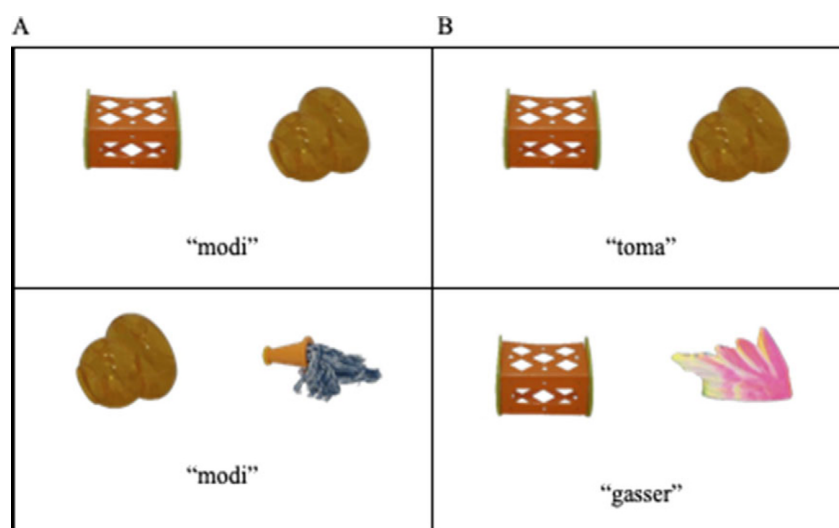 A
B
“modi”
“toma”
“modi”
“gasser”